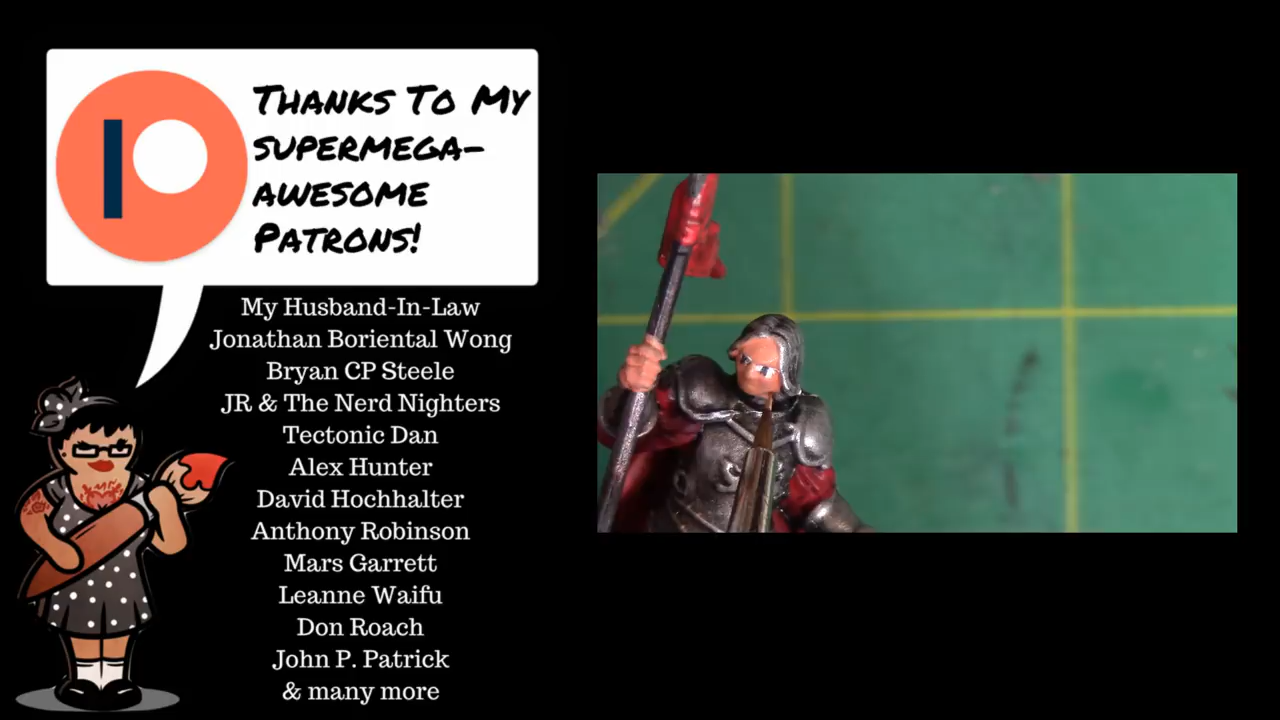 Thanks To My
supermega-
awesome
Patrons!
My Husband-In-Law
Jonathan Boriental Wong
Bryan CP Steele
JR & The Nerd Nighters
Tectonic Dan
Alex Hunter
David Hochhalter
Anthony Robinson
Mars Garrett
Leanne Waifu
Don Roach
John P. Patrick
& many more